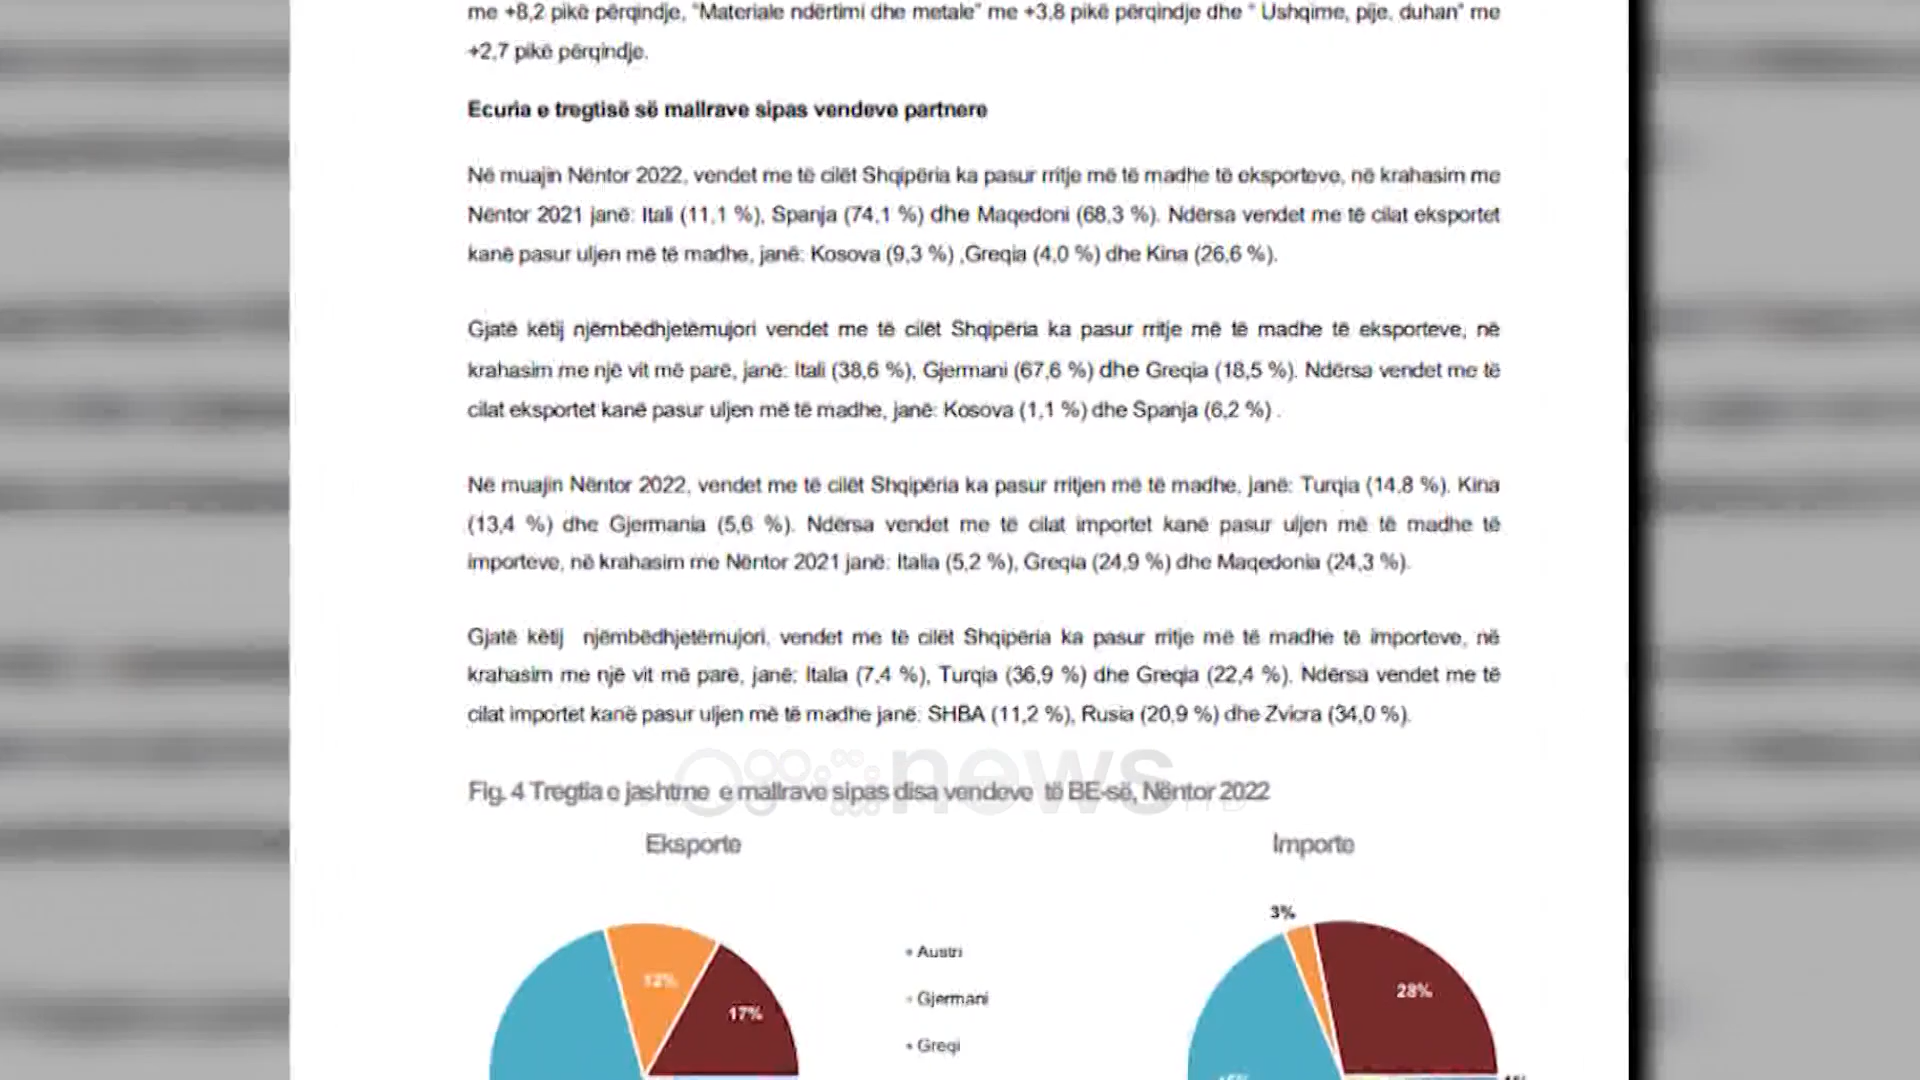 me +8,2 pikë përqindje, "Materiale ndërtimi dhe metale" me +3,8 pikë përqindje dhe " Ushqime, pije, duhan" me
+2,7 pikë përqindje.
Ecuria e tregtisë së mallrave sipas vendeve partnere
Në muajin Nëntor 2022, vendet me të cilët Shqipëria ka pasur rritje më të madhe të eksporteve, në krahasim me
Nëntor 2021 janë: Itali (11,1 %), Spanja (74,1 %) dhe Maqedoni (68,3 %). Ndërsa vendet me të cilat eksportet
kanë pasur uljen më të madhe, janë: Kosova (9,3 %) ,Greqia (4,0 %) dhe Kina (26,6 %).
Gjatë këtij njëmbëdhjetëmujori vendet me të cilët Shqipëria ka pasur rritje më të madhe të eksporteve, në
krahasim me një vit më parë, janë: Itali (38,6 %), Gjermani (67,6 %) dhe Greqia (18,5 %). Ndërsa vendet me të
cilat eksportet kanë pasur uljen më të madhe, janë: Kosova (1,1 %) dhe Spanja (6,2 %) .
Në muajin Nëntor 2022, vendet me të cilët Shqipëria ka pasur rritjen më të madhe, janë: Turqia (14,8 %). Kina
(13,4 %) dhe Gjermania (5,6 %). Ndërsa vendet me të cilat importet kanë pasur uljen më të madhe të
importeve, në krahasim me Nëntor 2021 janë: Italia (5,2 %), Greqia (24,9 %) dhe Maqedonia (24,3 %).
Gjatë këtij njëmbëdhjetëmujori, vendet me të cilët Shqipëria ka pasur rritje më të madhe të importeve, në
krahasim me një vit më parë, janë: Italia (7,4 %), Turqia (36,9 %) dhe Greqia (22,4 %). Ndërsa vendet me të
cilat importet kanë pasur uljen më të madhe janë: SHBA (11,2 %), Rusia (20,9 %) dhe Zvicra (34,0 %).
news
Fig. 4 Tregtia e jashtme e mallrave sipas disa vendeve të BE-së, Nëntor 2022
Eksporte
Importe
3%
Austri
28%
17%
Gjermani
Greqi